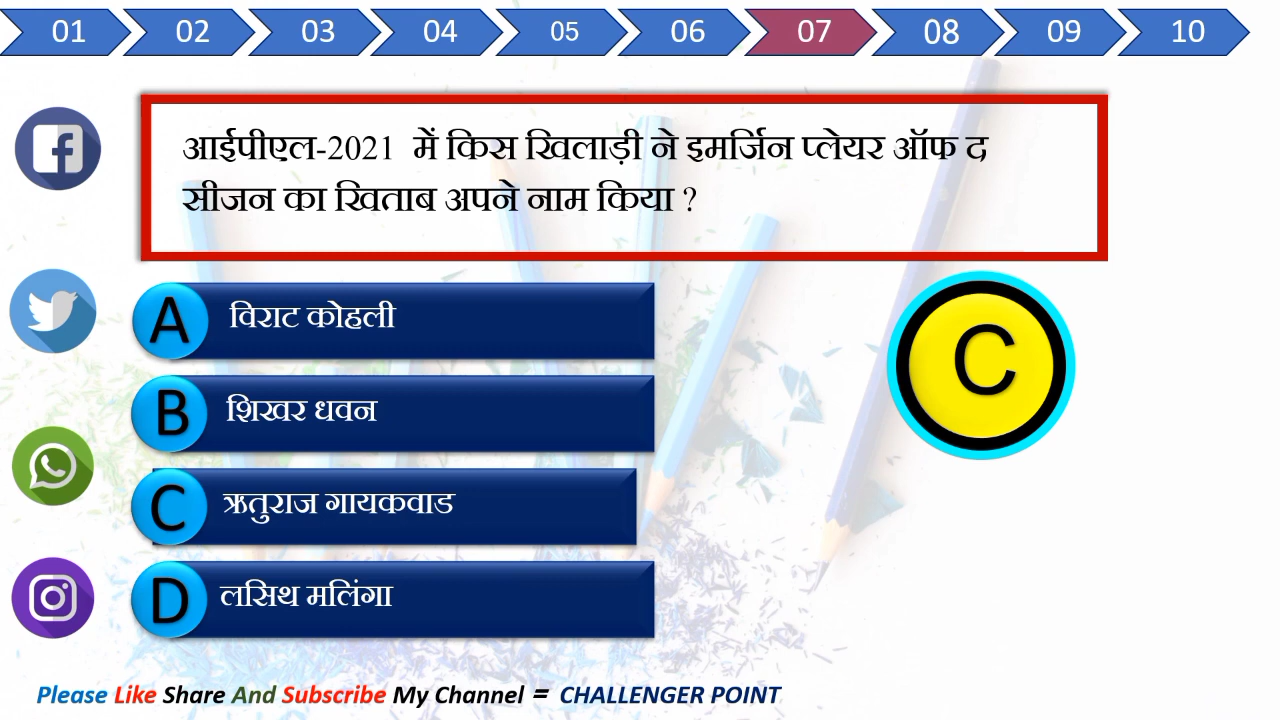 01 02 03 04 05 06 07 08 09 10
आईपीएल-2021 में किस खिलाड़ी ने इमर्जिन प्लेयर ऑफ द
सीजन का खिताब अपने नाम किया ?
A विराट कोहली
B शिखर धवन
C ऋतुराज गायकवाड
D लसिथ मलिंगा
C
Please Like Share And Subscribe My Channel = CHALLENGER POINT